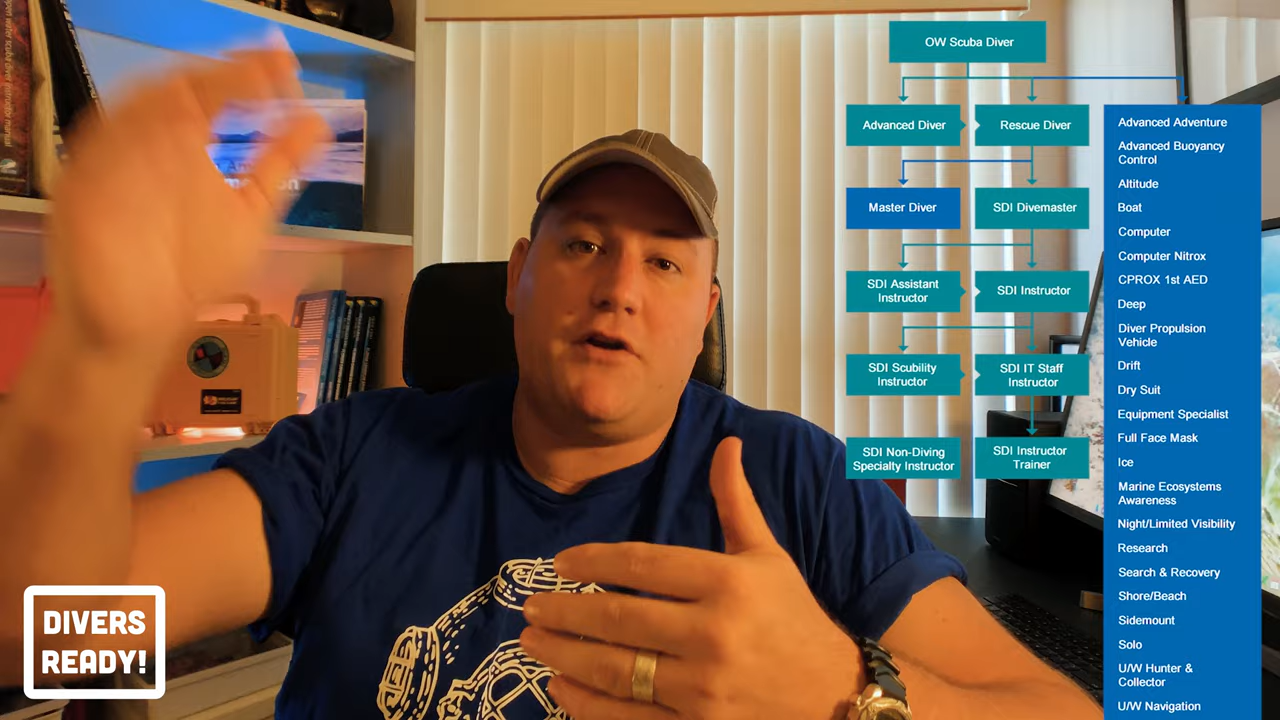 OW Scuba Diver
Advanced Diver
Rescue Diver
Master Diver
SDI Divemaster
SDI Assistant
Instructor
SDI Instructor
SDI Scubility
Instructor
SDI IT Staff
Instructor
SDI Non-Diving
Specialty Instructor
SDI Instructor
Trainer
Advanced Adventure
Advanced Buoyancy
Control
Altitude
Boat
Computer
Computer Nitrox
CPROX 1st AED
Deep
Diver Propulsion
Vehicle
Drift
Dry Suit
Equipment Specialist
Full Face Mask
Ice
Marine Ecosystems
Awareness
Night/Limited Visibility
Research
Search & Recovery
Shore/Beach
Sidemount
Solo
U/W Hunter &
Collector
U/W Navigation
DIVERS
READY!